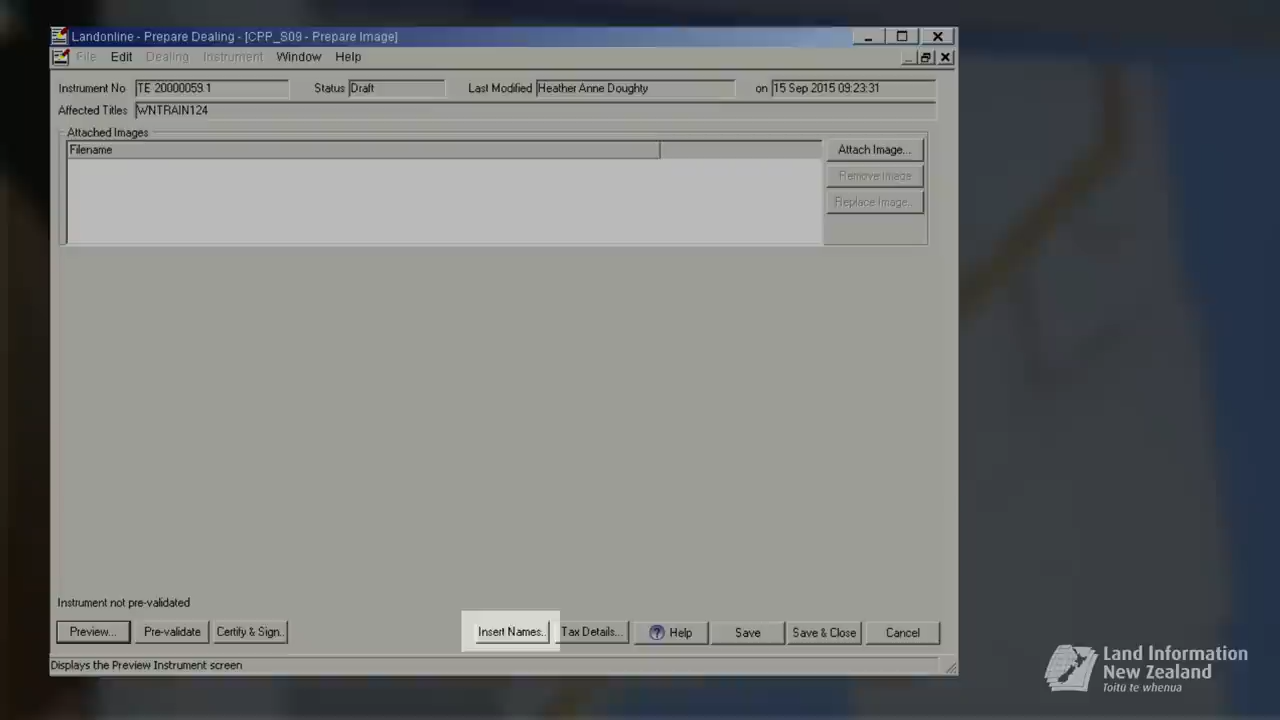 Landonline - Prepare Dealing - [CPP_S09 - Prepare Image]
File Edit Dealing Instrument Window Help
Instrument No TE 20000059.1 Status Draft Last Modified Heather Anne Doughty on 15 Sep 2015 09:23:31
Affected Titles WNTRAIN124
Attached Images
Filename
Attach Image...
Remove Image
Replace Image..
Instrument not pre-validated
Preview... Pre-validate Certify & Sign.. Insert Names.. Tax Details... Help Save Save & Close Cancel
Displays the Preview Instrument screen
Land Information
New Zealand
Toitū te whenua